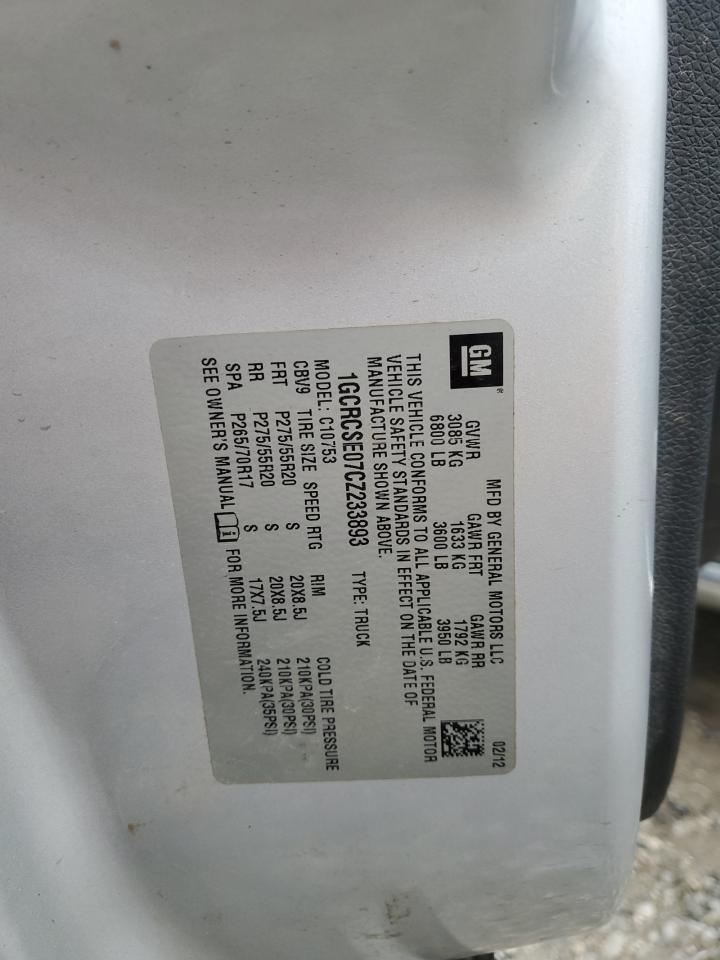 GM
MFD BY GENERAL MOTORS LLC 02/12
GVWR GAWR FRT GAWR RR
3085 KG 1633 KG 1792 KG
6800 LB 3600 LB 3950 LB
THIS VEHICLE CONFORMS TO ALL APPLICABLE U.S. FEDERAL MOTOR
VEHICLE SAFETY STANDARDS IN EFFECT ON THE DATE OF
MANUFACTURE SHOWN ABOVE.
1GCRCSE07CZ233893 TYPE: TRUCK
MODEL: C10753
CBV9 TIRE SIZE SPEED RTG RIM COLD TIRE PRESSURE
FRT P275/55R20 S 20X8.5J 210KPA(30PSI)
RR P275/55R20 S 20X8.5J 210KPA(30PSI)
SPA P265/70R17 S 17X7.5J 240KPA(35PSI)
SEE OWNER'S MANUAL FOR MORE INFORMATION.